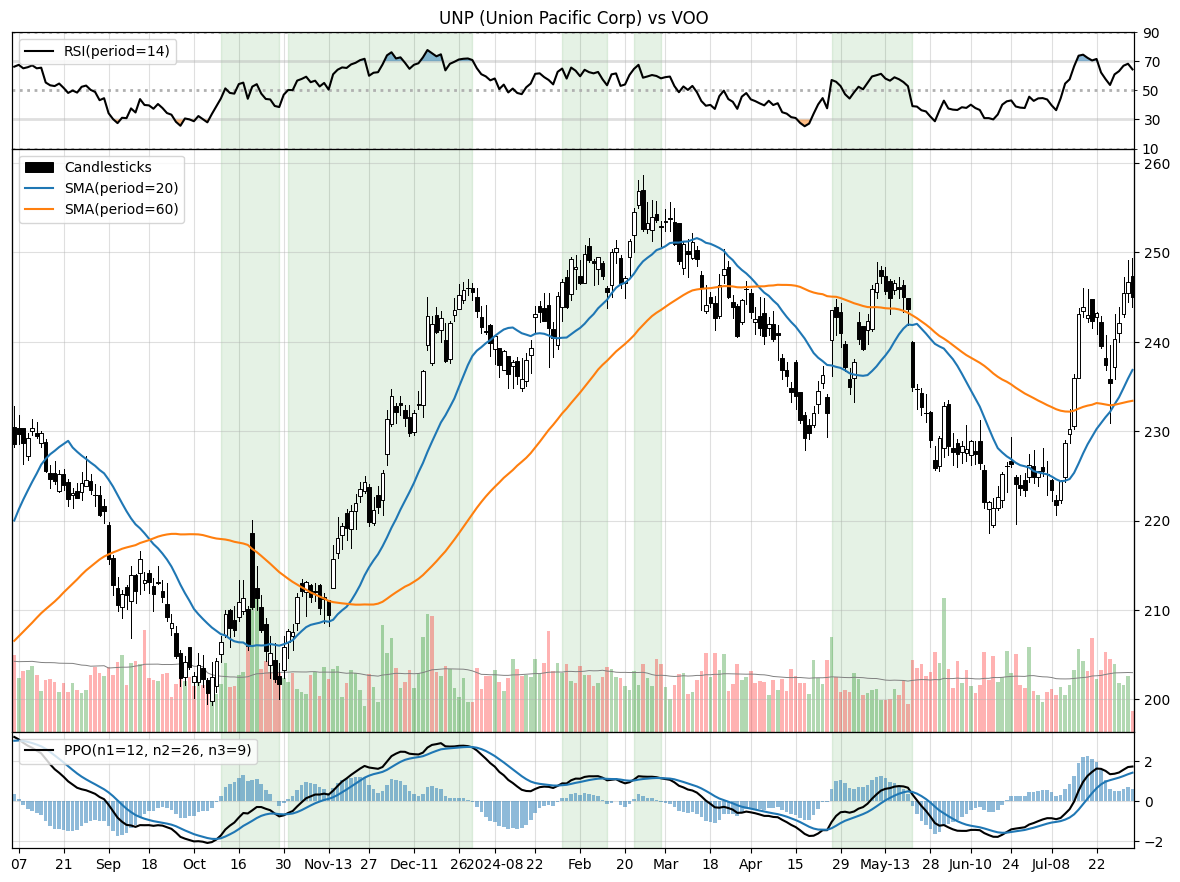 UNP (Union Pacific Corp) vs VOO
RSI(period=14)
90
70
50
30
10
Candlesticks
SMA(period=20)
SMA(period=60)
260
250
240
230
220
210
200
PPO(n1=12, n2=26, n3=9)
2
0
−2
07 21 Sep 18 Oct 16 30 Nov-13 27 Dec-11 26 2024-08 22 Feb 20 Mar 18 Apr 15 29 May-13 28 Jun-10 24 Jul-08 22